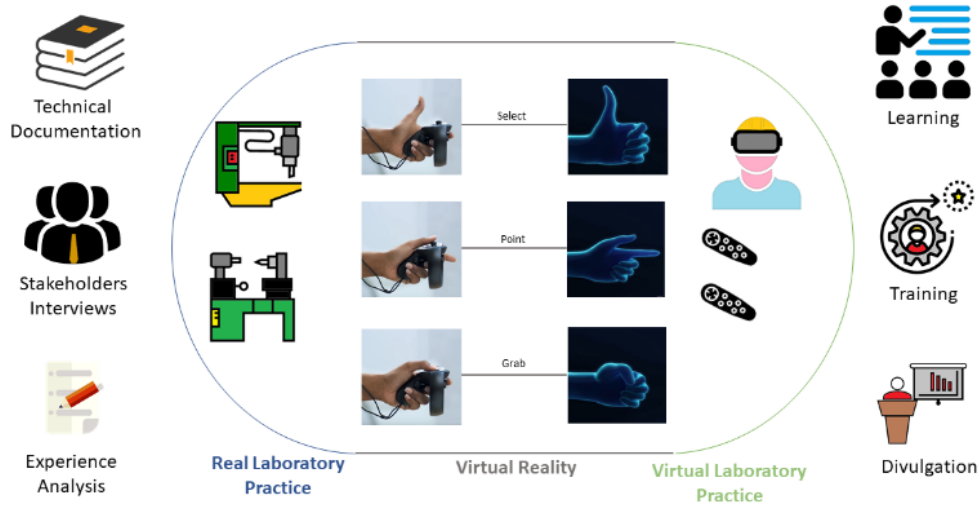 Technical
Documentation
Stakeholders
Interviews
Experience
Analysis
Select
Point
Grab
Real Laboratory
Practice
Virtual Reality
Virtual Laboratory
Practice
Learning
Training
Divulgation